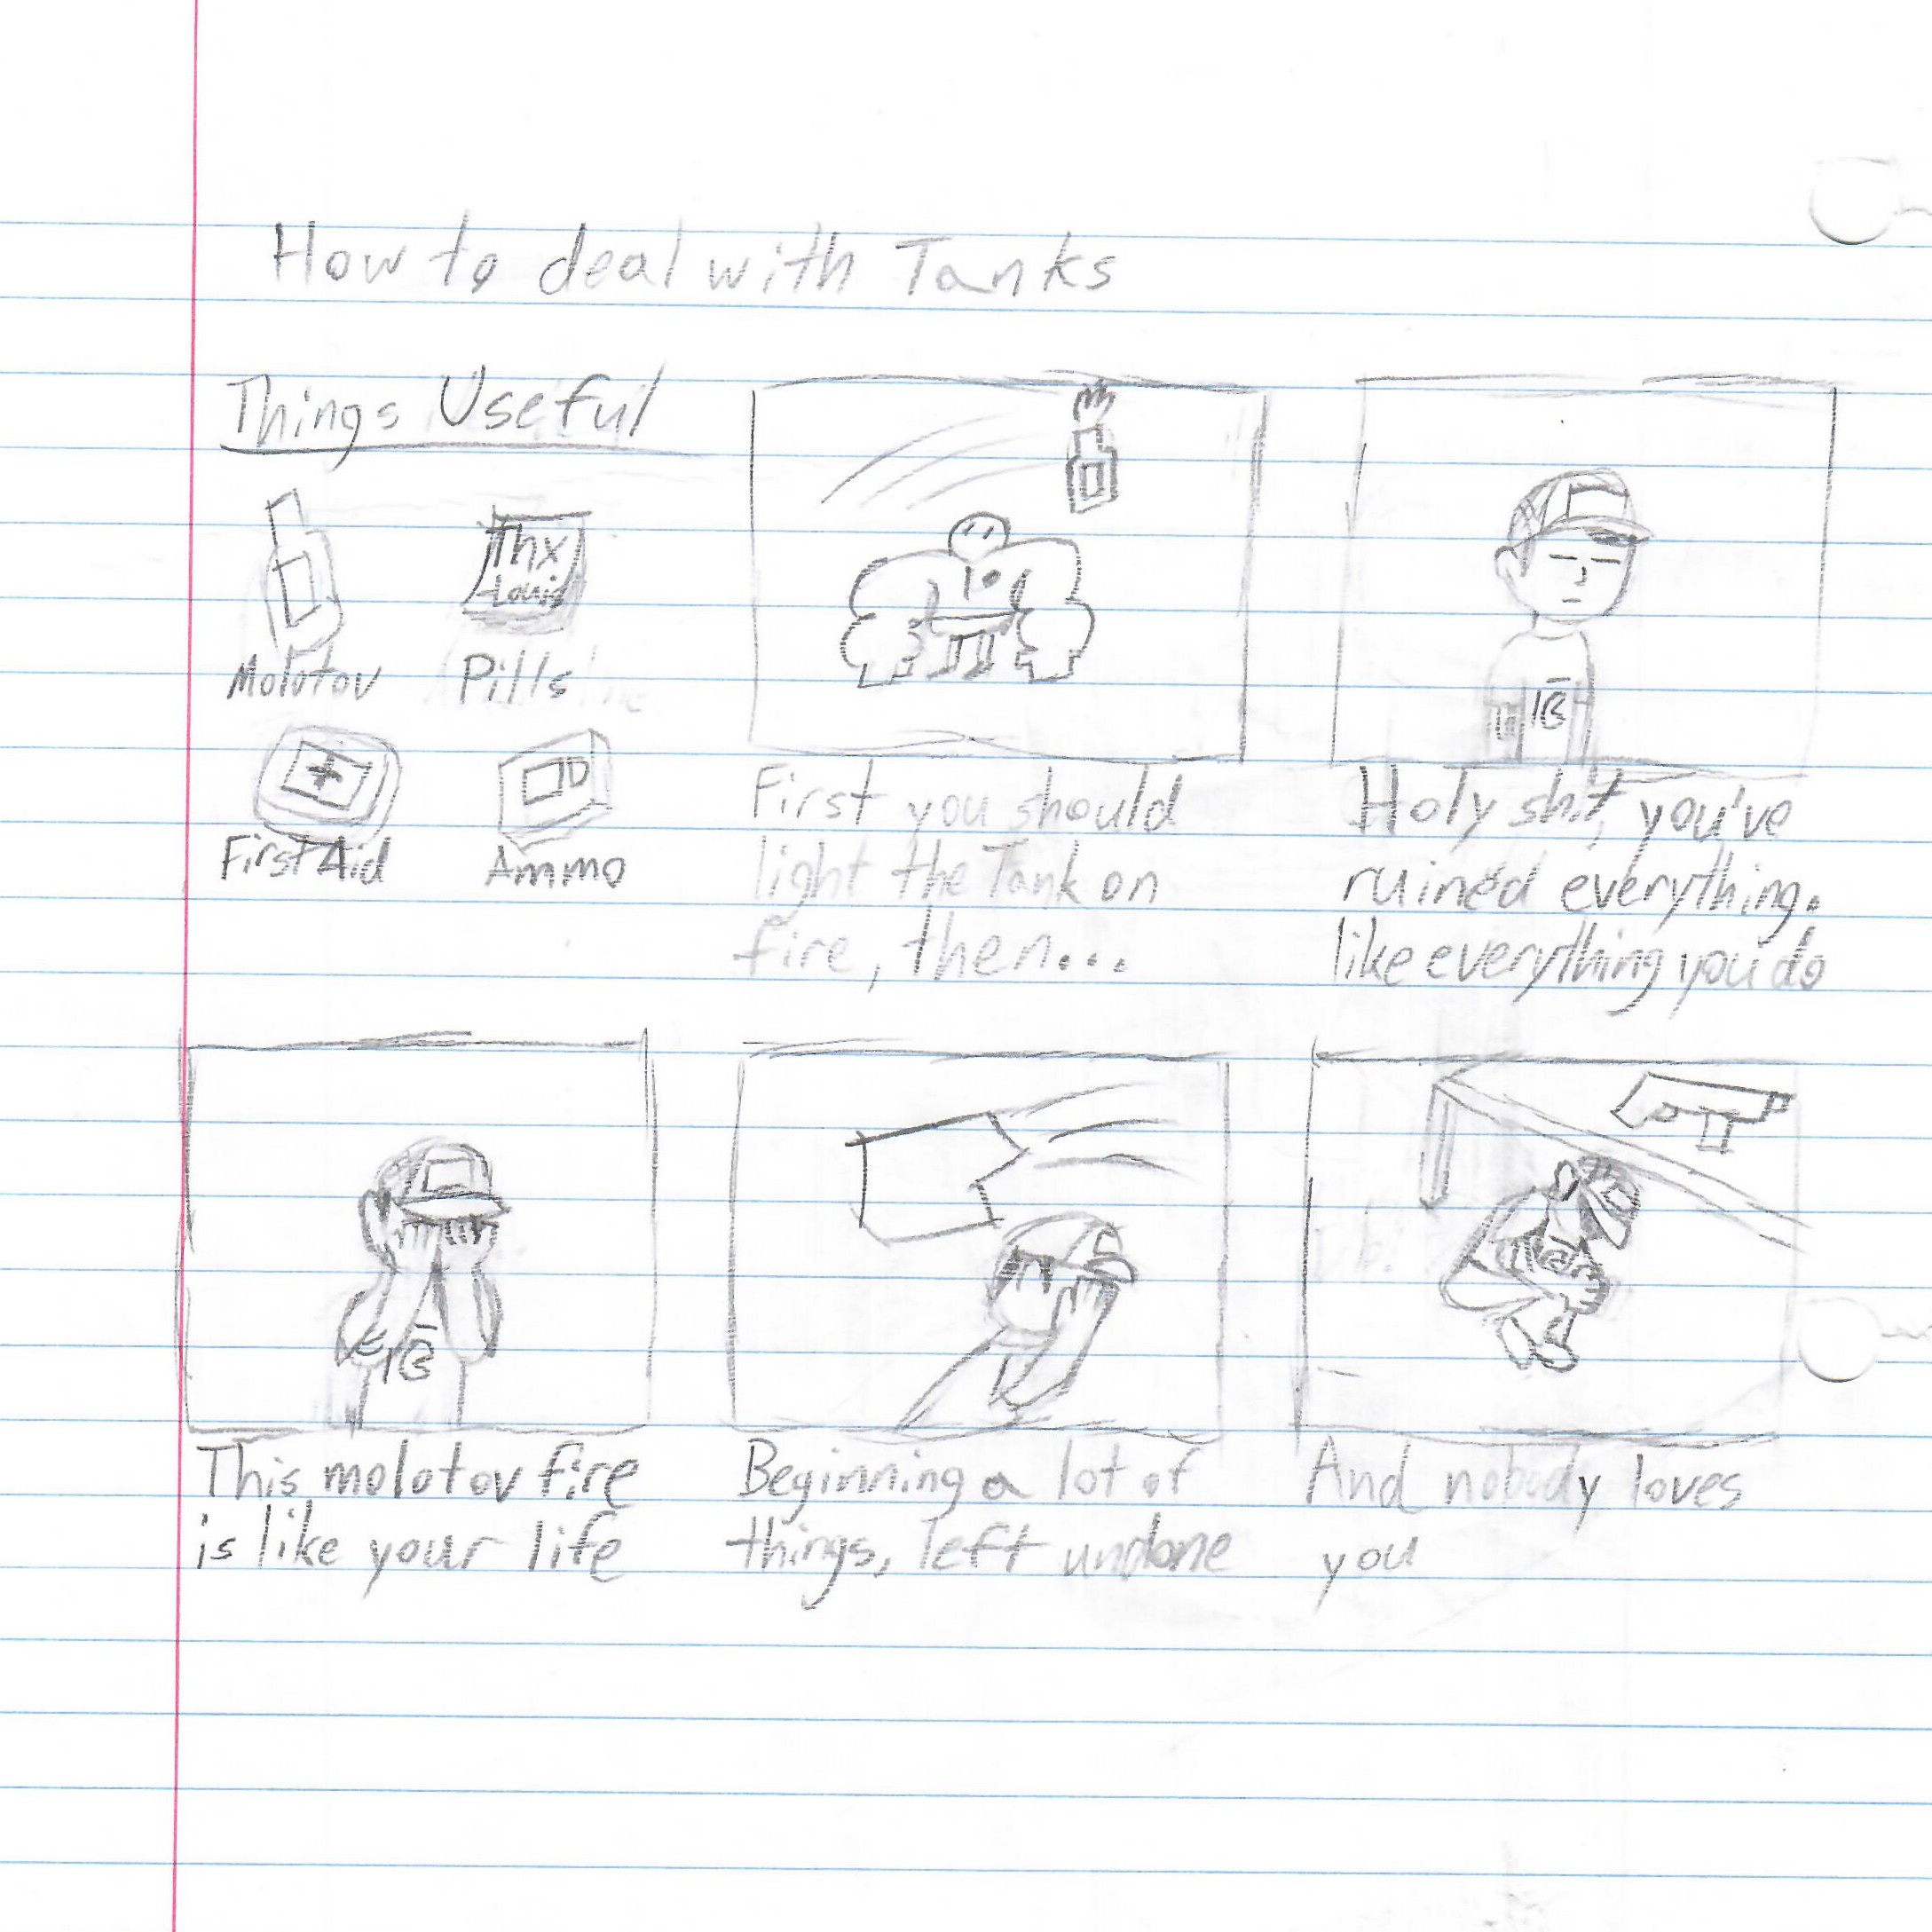 How to deal with Tanks
Things Useful
Thx
Louis
Molotov
Pills
First Aid
Ammo
First you should
light the Tank on
fire, then...
Holy shit, you've
ruined everything.
like everything you do
This molotov fire
is like your life
Beginning a lot of
things, left undone
And nobody loves
you